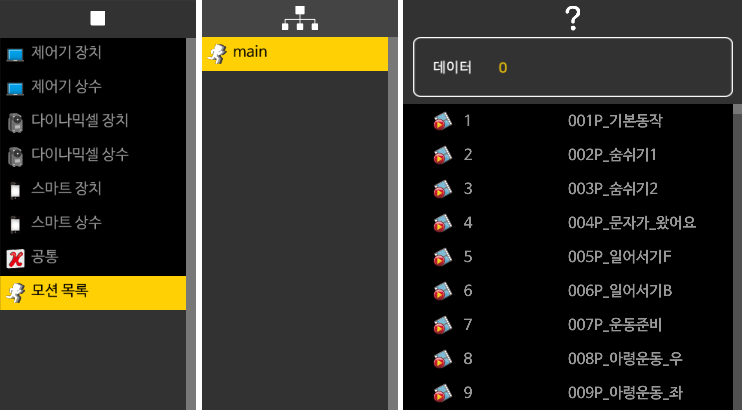 제어기 장치
제어기 상수
다이나믹셀 장치
다이나믹셀 상수
스마트 장치
스마트 상수
공통
모션 목록
main
?
데이터 0
1 001P_기본동작
2 002P_숨쉬기1
3 003P_숨쉬기2
4 004P_문자가_왔어요
5 005P_일어서기F
6 006P_일어서기B
7 007P_운동준비
8 008P_아령운동_우
9 009P_아령운동_좌